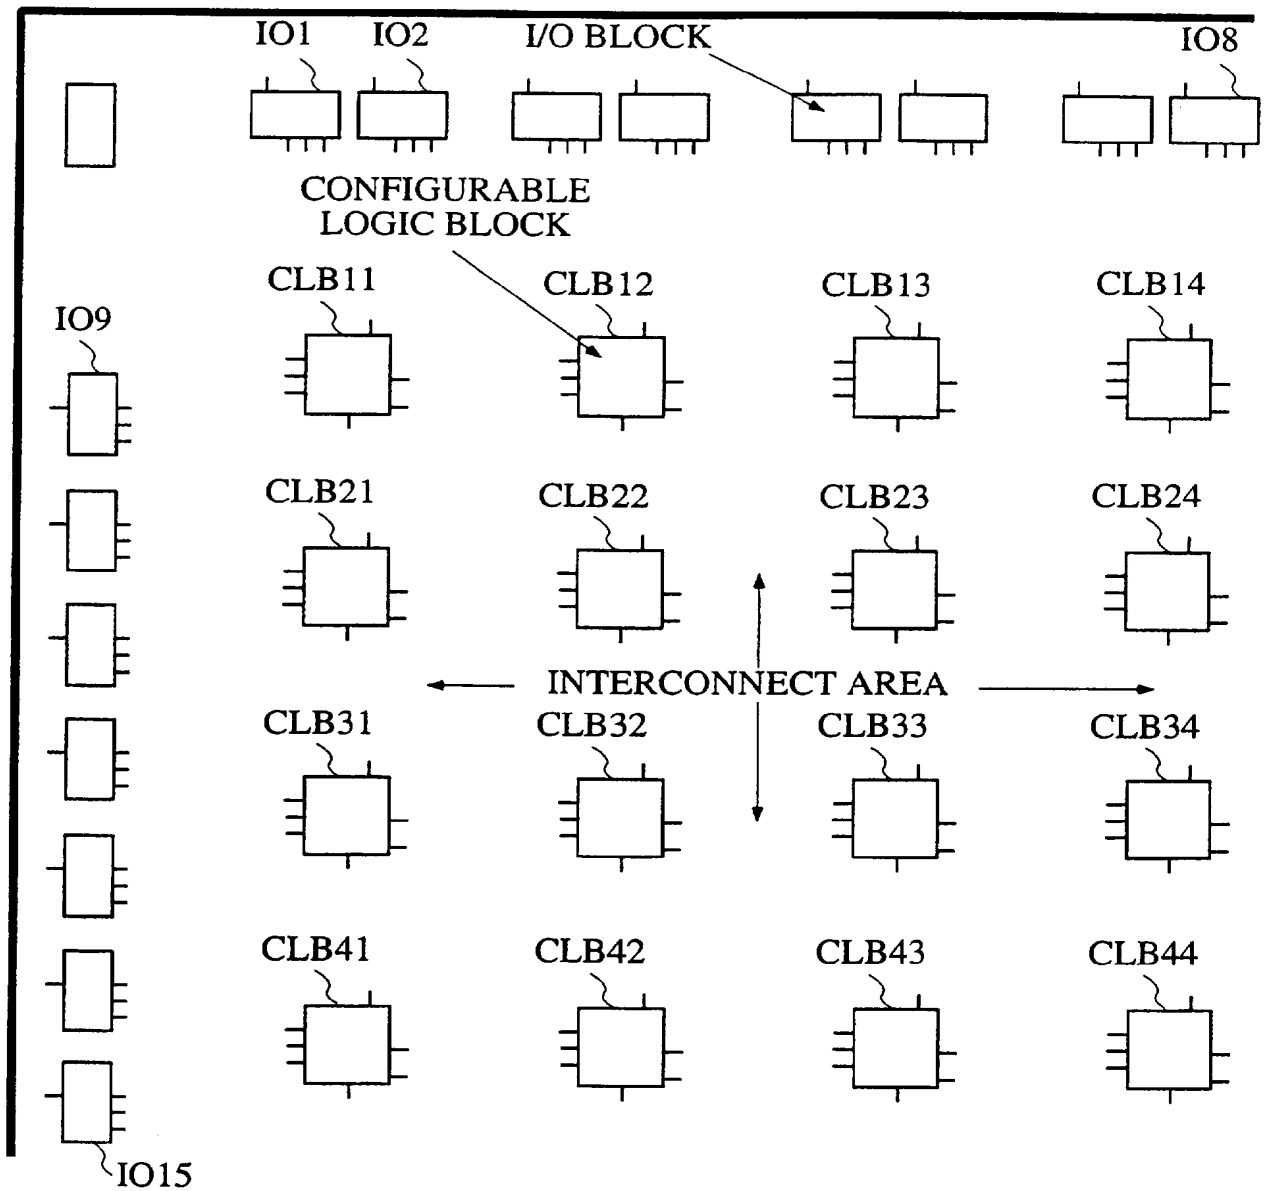 IO1 IO2 I/O BLOCK IO8
CONFIGURABLE
LOGIC BLOCK
CLB11 CLB12 CLB13 CLB14
IO9
CLB21 CLB22 CLB23 CLB24
INTERCONNECT AREA
CLB31 CLB32 CLB33 CLB34
CLB41 CLB42 CLB43 CLB44
IO15